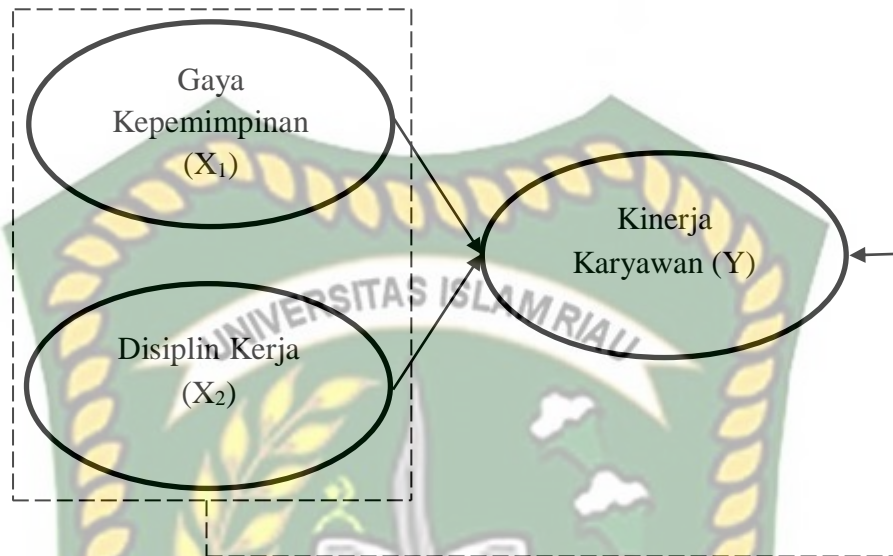 Gaya
Kepemimpinan
(X₁)
Kinerja
Karyawan (Y)
UNIVERSITAS ISLAM RIAU
Disiplin Kerja
(X₂)